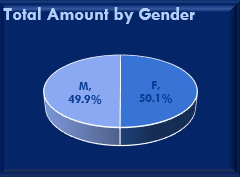 Total Amount by Gender
M,
49.9%
F,
50.1%